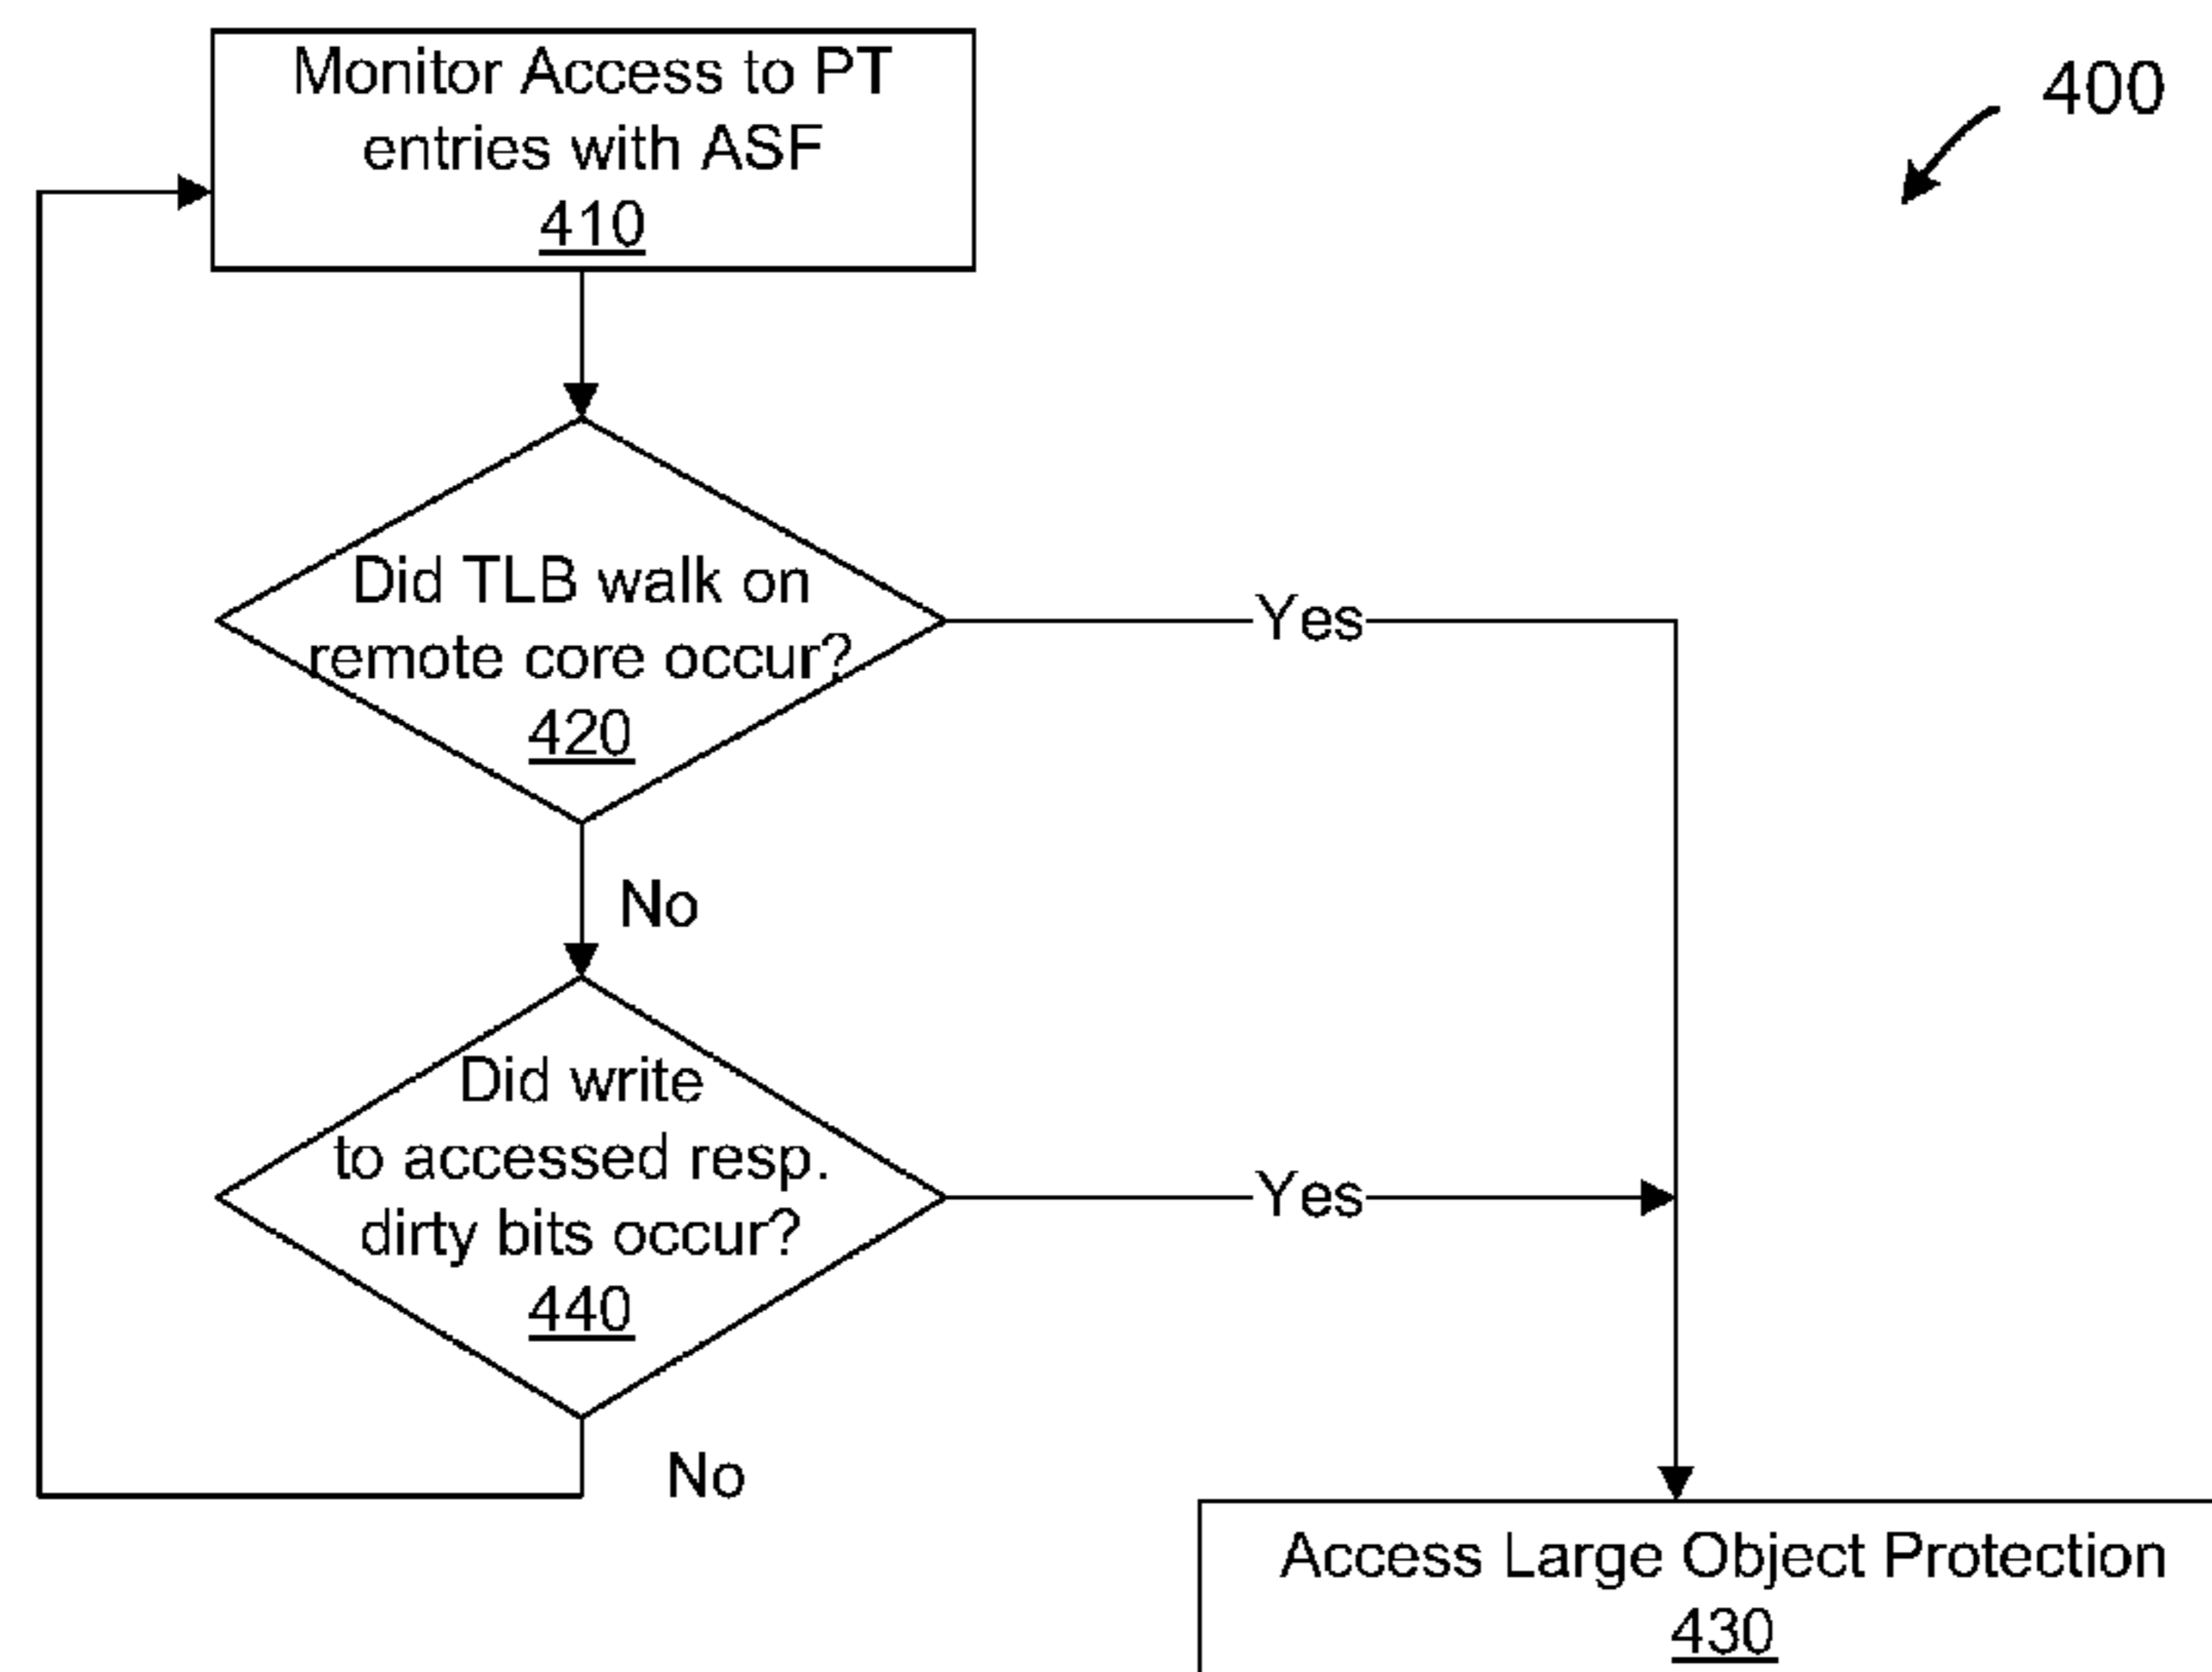 Monitor Access to PT
entries with ASF
410
400
Did TLB walk on
remote core occur?
420
Yes
No
Did write
to accessed resp.
dirty bits occur?
440
Yes
No
Access Large Object Protection
430